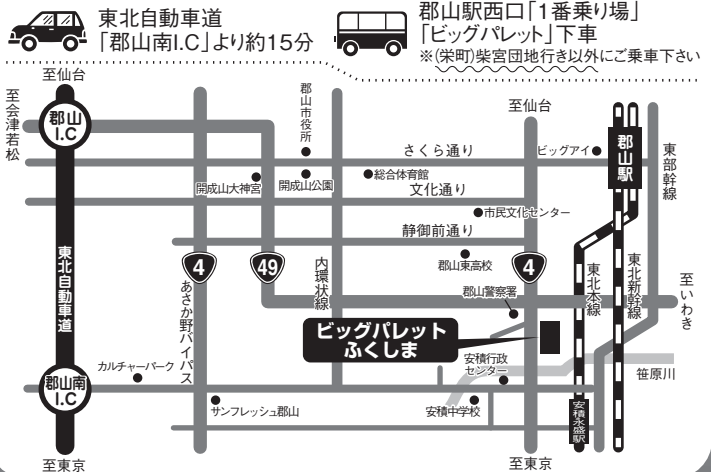 東北自動車道
「郡山南I.C」より約15分
郡山駅西口「1番乗り場」
「ビッグパレット」下車
※(栄町)柴宮団地行き以外にご乗車下さい
至仙台
至会津若松
郡山
I.C
郡山市役所
至仙台
さくら通り
ビッグアイ
郡山駅
東部幹線
開成山大神宮
開成山公園
総合体育館
文化通り
市民文化センター
静御前通り
東北自動車道
4
49
内環状線
郡山東高校
4
東北本線
東北新幹線
至いわき
あさか野バイパス
郡山警察署
ビッグパレット
ふくしま
カルチャーパーク
安積行政
センター
笹原川
郡山南
I.C
サンフレッシュ郡山
安積中学校
安積永盛駅
至東京
至東京